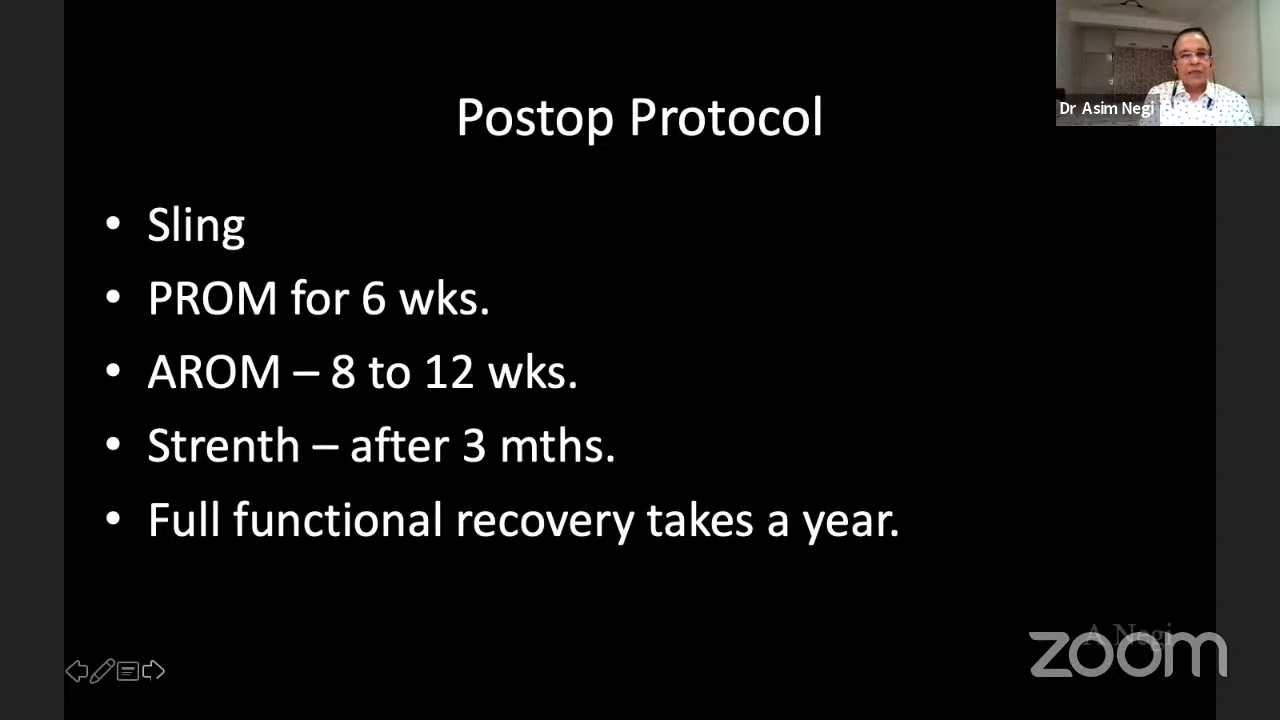 Postop Protocol
Dr Asim Negi
• Sling
• PROM for 6 wks.
• AROM – 8 to 12 wks.
• Strenth – after 3 mths.
• Full functional recovery takes a year.
A Negi
zoom